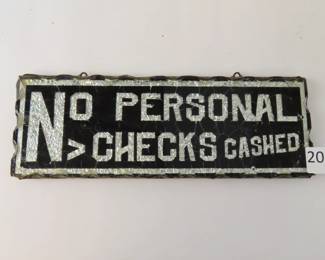 NO PERSONAL
> CHECKS CASHED
20